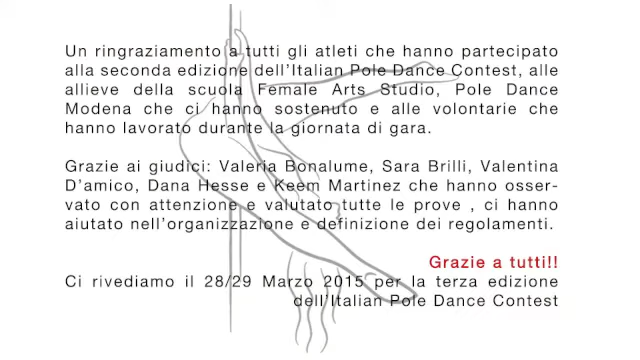 Un ringraziamento a tutti gli atleti che hanno partecipato
alla seconda edizione dell'Italian Pole Dance Contest, alle
allieve della scuola Female Arts Studio, Pole Dance
Modena che ci hanno sostenuto e alle volontarie che
hanno lavorato durante la giornata di gara.
Grazie ai giudici: Valeria Bonalume, Sara Brilli, Valentina
D'amico, Dana Hesse e Keem Martinez che hanno osser-
vato con attenzione e valutato tutte le prove , ci hanno
aiutato nell'organizzazione e definizione dei regolamenti.
Grazie a tutti!!
Ci rivediamo il 28/29 Marzo 2015 per la terza edizione
dell'Italian Pole Dance Contest